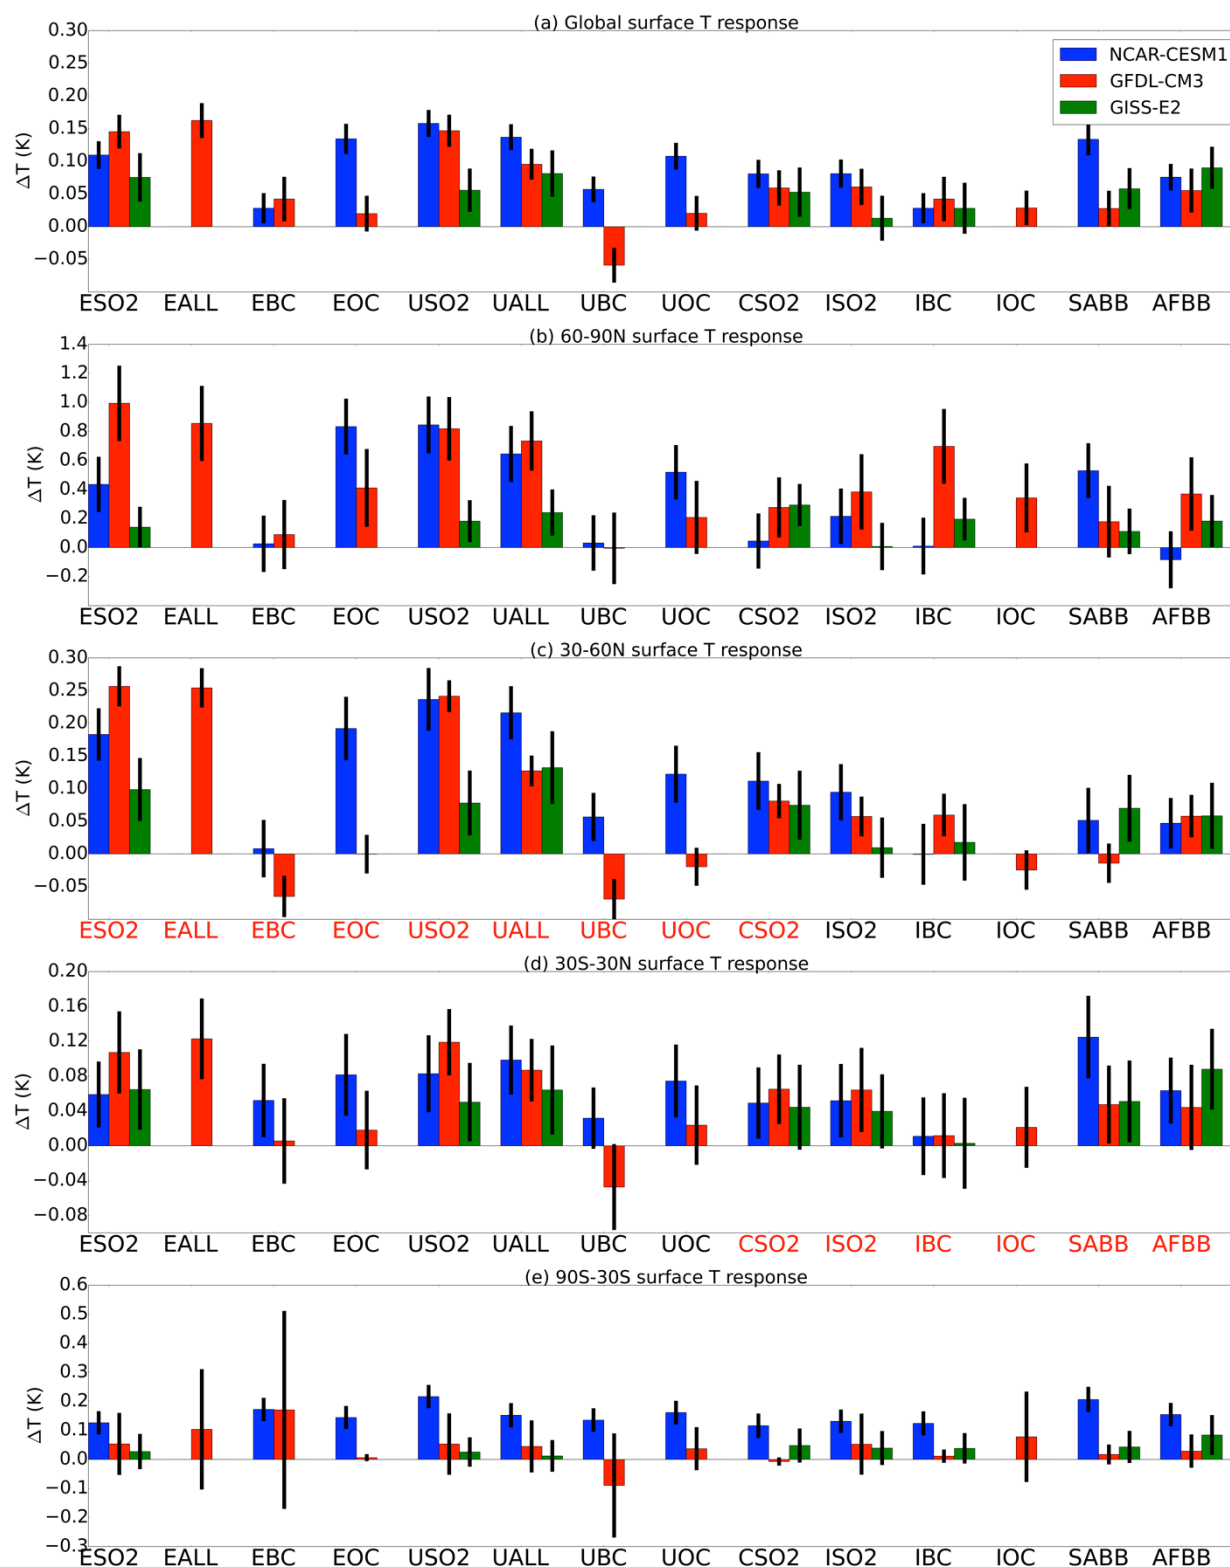 (a) Global surface T response
0.30
0.25
0.20
0.15
0.10
0.05
0.00
−0.05
ΔT (K)
NCAR-CESM1
GFDL-CM3
GISS-E2
ESO2 EALL EBC EOC USO2 UALL UBC UOC CSO2 ISO2 IBC IOC SABB AFBB
(b) 60-90N surface T response
1.4
1.2
1.0
0.8
0.6
0.4
0.2
0.0
−0.2
ΔT (K)
ESO2 EALL EBC EOC USO2 UALL UBC UOC CSO2 ISO2 IBC IOC SABB AFBB
(c) 30-60N surface T response
0.30
0.25
0.20
0.15
0.10
0.05
0.00
−0.05
ΔT (K)
ESO2 EALL EBC EOC USO2 UALL UBC UOC CSO2 ISO2 IBC IOC SABB AFBB
(d) 30S-30N surface T response
0.20
0.16
0.12
0.08
0.04
0.00
−0.04
−0.08
ΔT (K)
ESO2 EALL EBC EOC USO2 UALL UBC UOC CSO2 ISO2 IBC IOC SABB AFBB
(e) 90S-30S surface T response
0.6
0.5
0.4
0.3
0.2
0.1
0.0
−0.1
−0.2
−0.3
ΔT (K)
ESO2 EALL EBC EOC USO2 UALL UBC UOC CSO2 ISO2 IBC IOC SABB AFBB